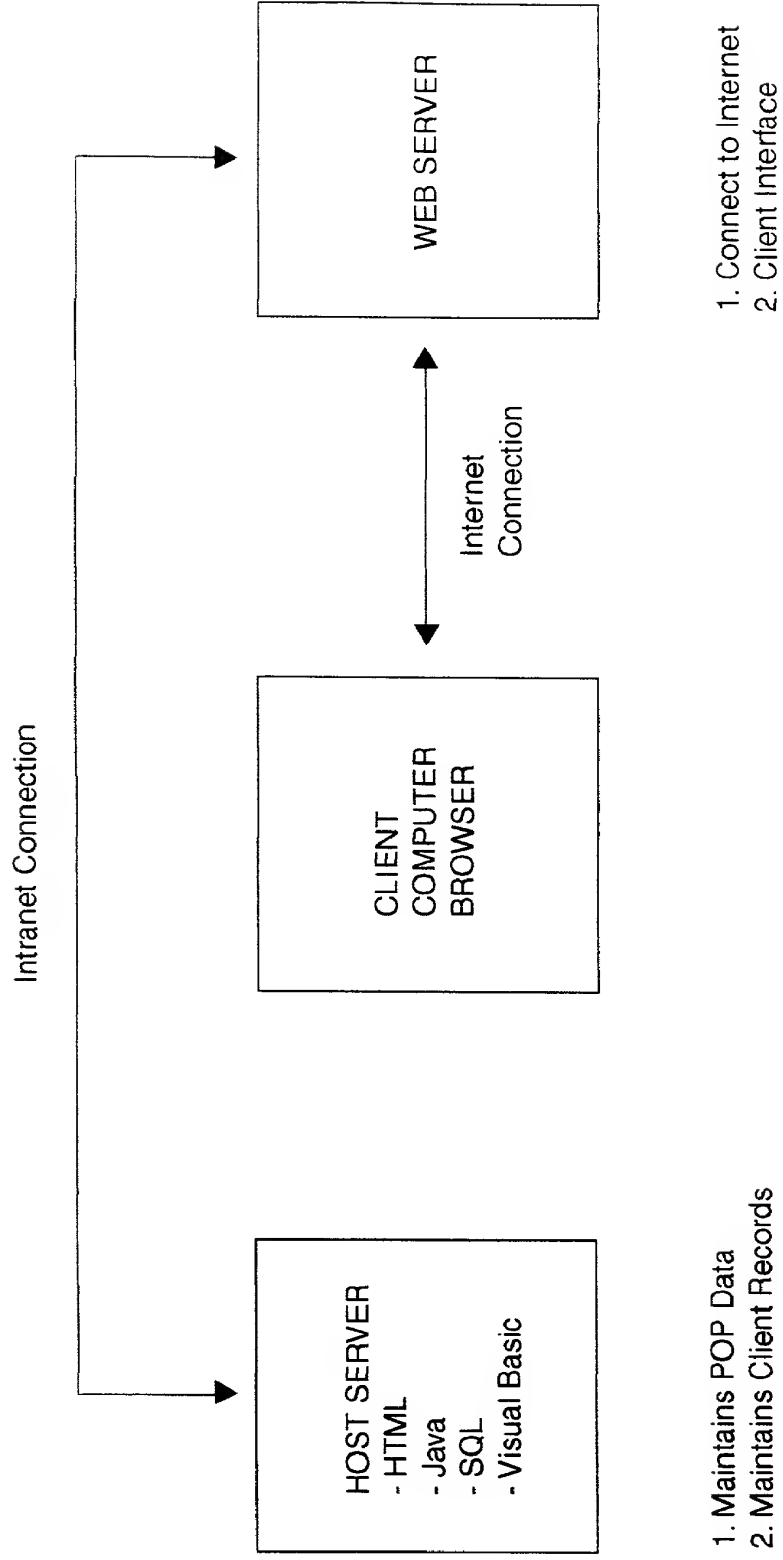 Intranet Connection
HOST SERVER
- HTML
- Java
- SQL
- Visual Basic
CLIENT
COMPUTER
BROWSER
Internet
Connection
WEB SERVER
1. Maintains POP Data
2. Maintains Client Records
1. Connect to Internet
2. Client Interface